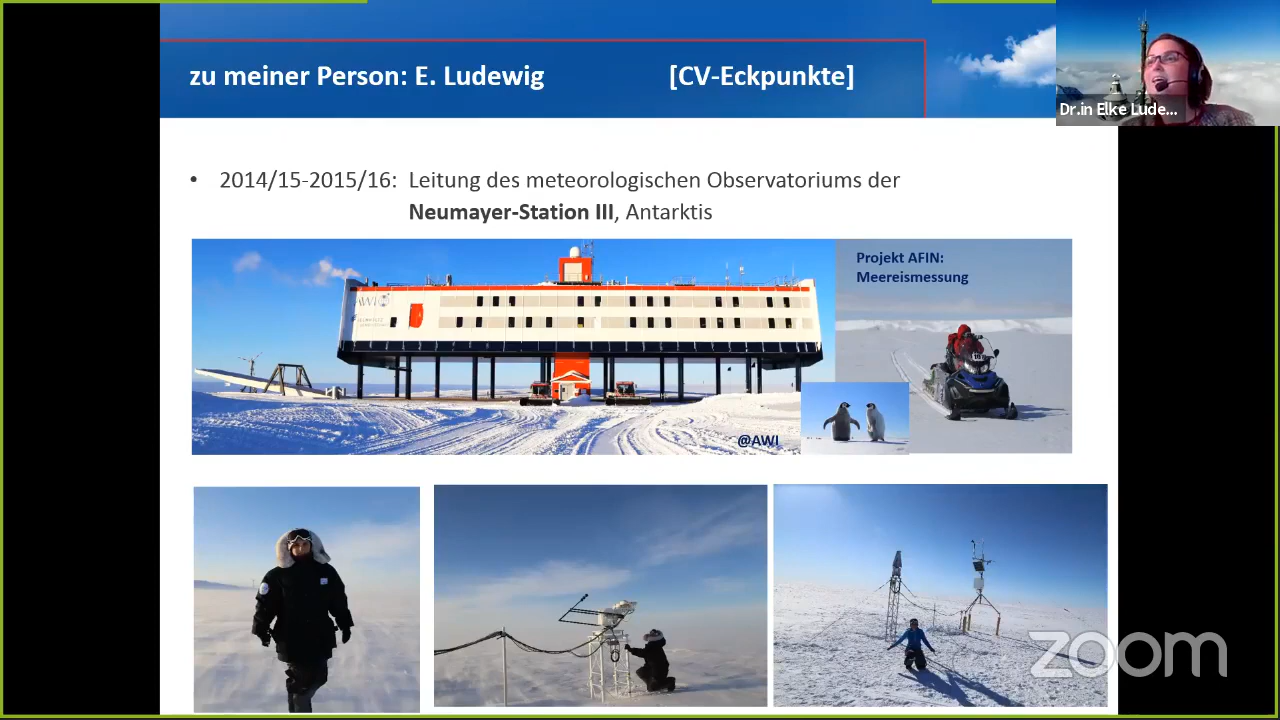 zu meiner Person: E. Ludewig [CV-Eckpunkte]
Dr.in Elke Lude...
• 2014/15-2015/16: Leitung des meteorologischen Observatoriums der
Neumayer-Station III, Antarktis
Projekt AFIN:
Meereismessung
AWI
@AWI
zoom